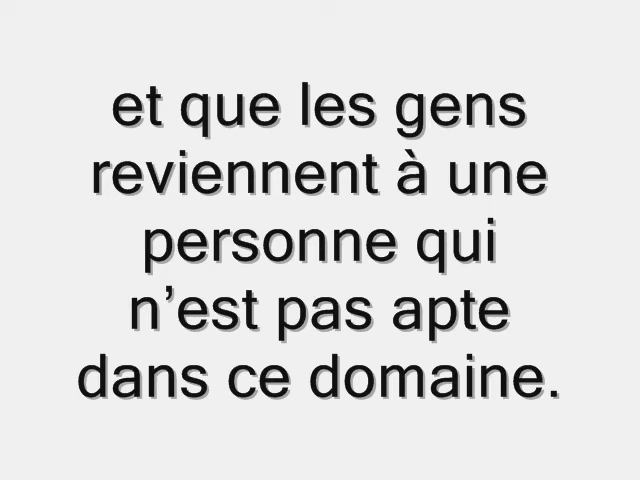 et que les gens
reviennent à une
personne qui
n’est pas apte
dans ce domaine.